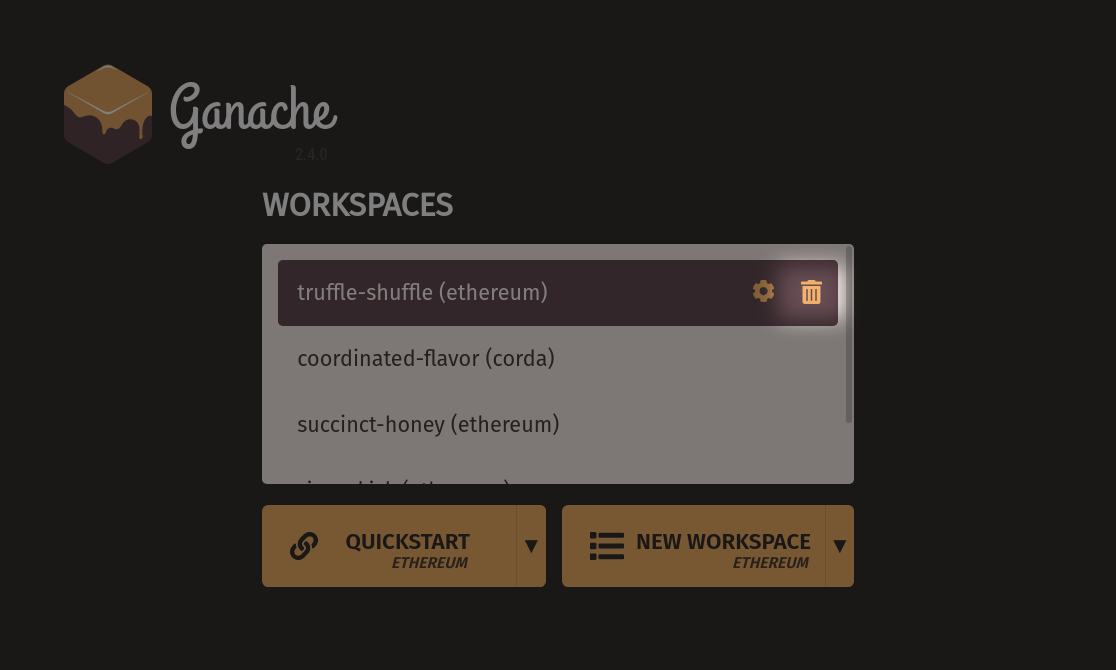 Ganache
2.4.0
WORKSPACES
truffle-shuffle (ethereum)
coordinated-flavor (corda)
succinct-honey (ethereum)
QUICKSTART
ETHEREUM
NEW WORKSPACE
ETHEREUM